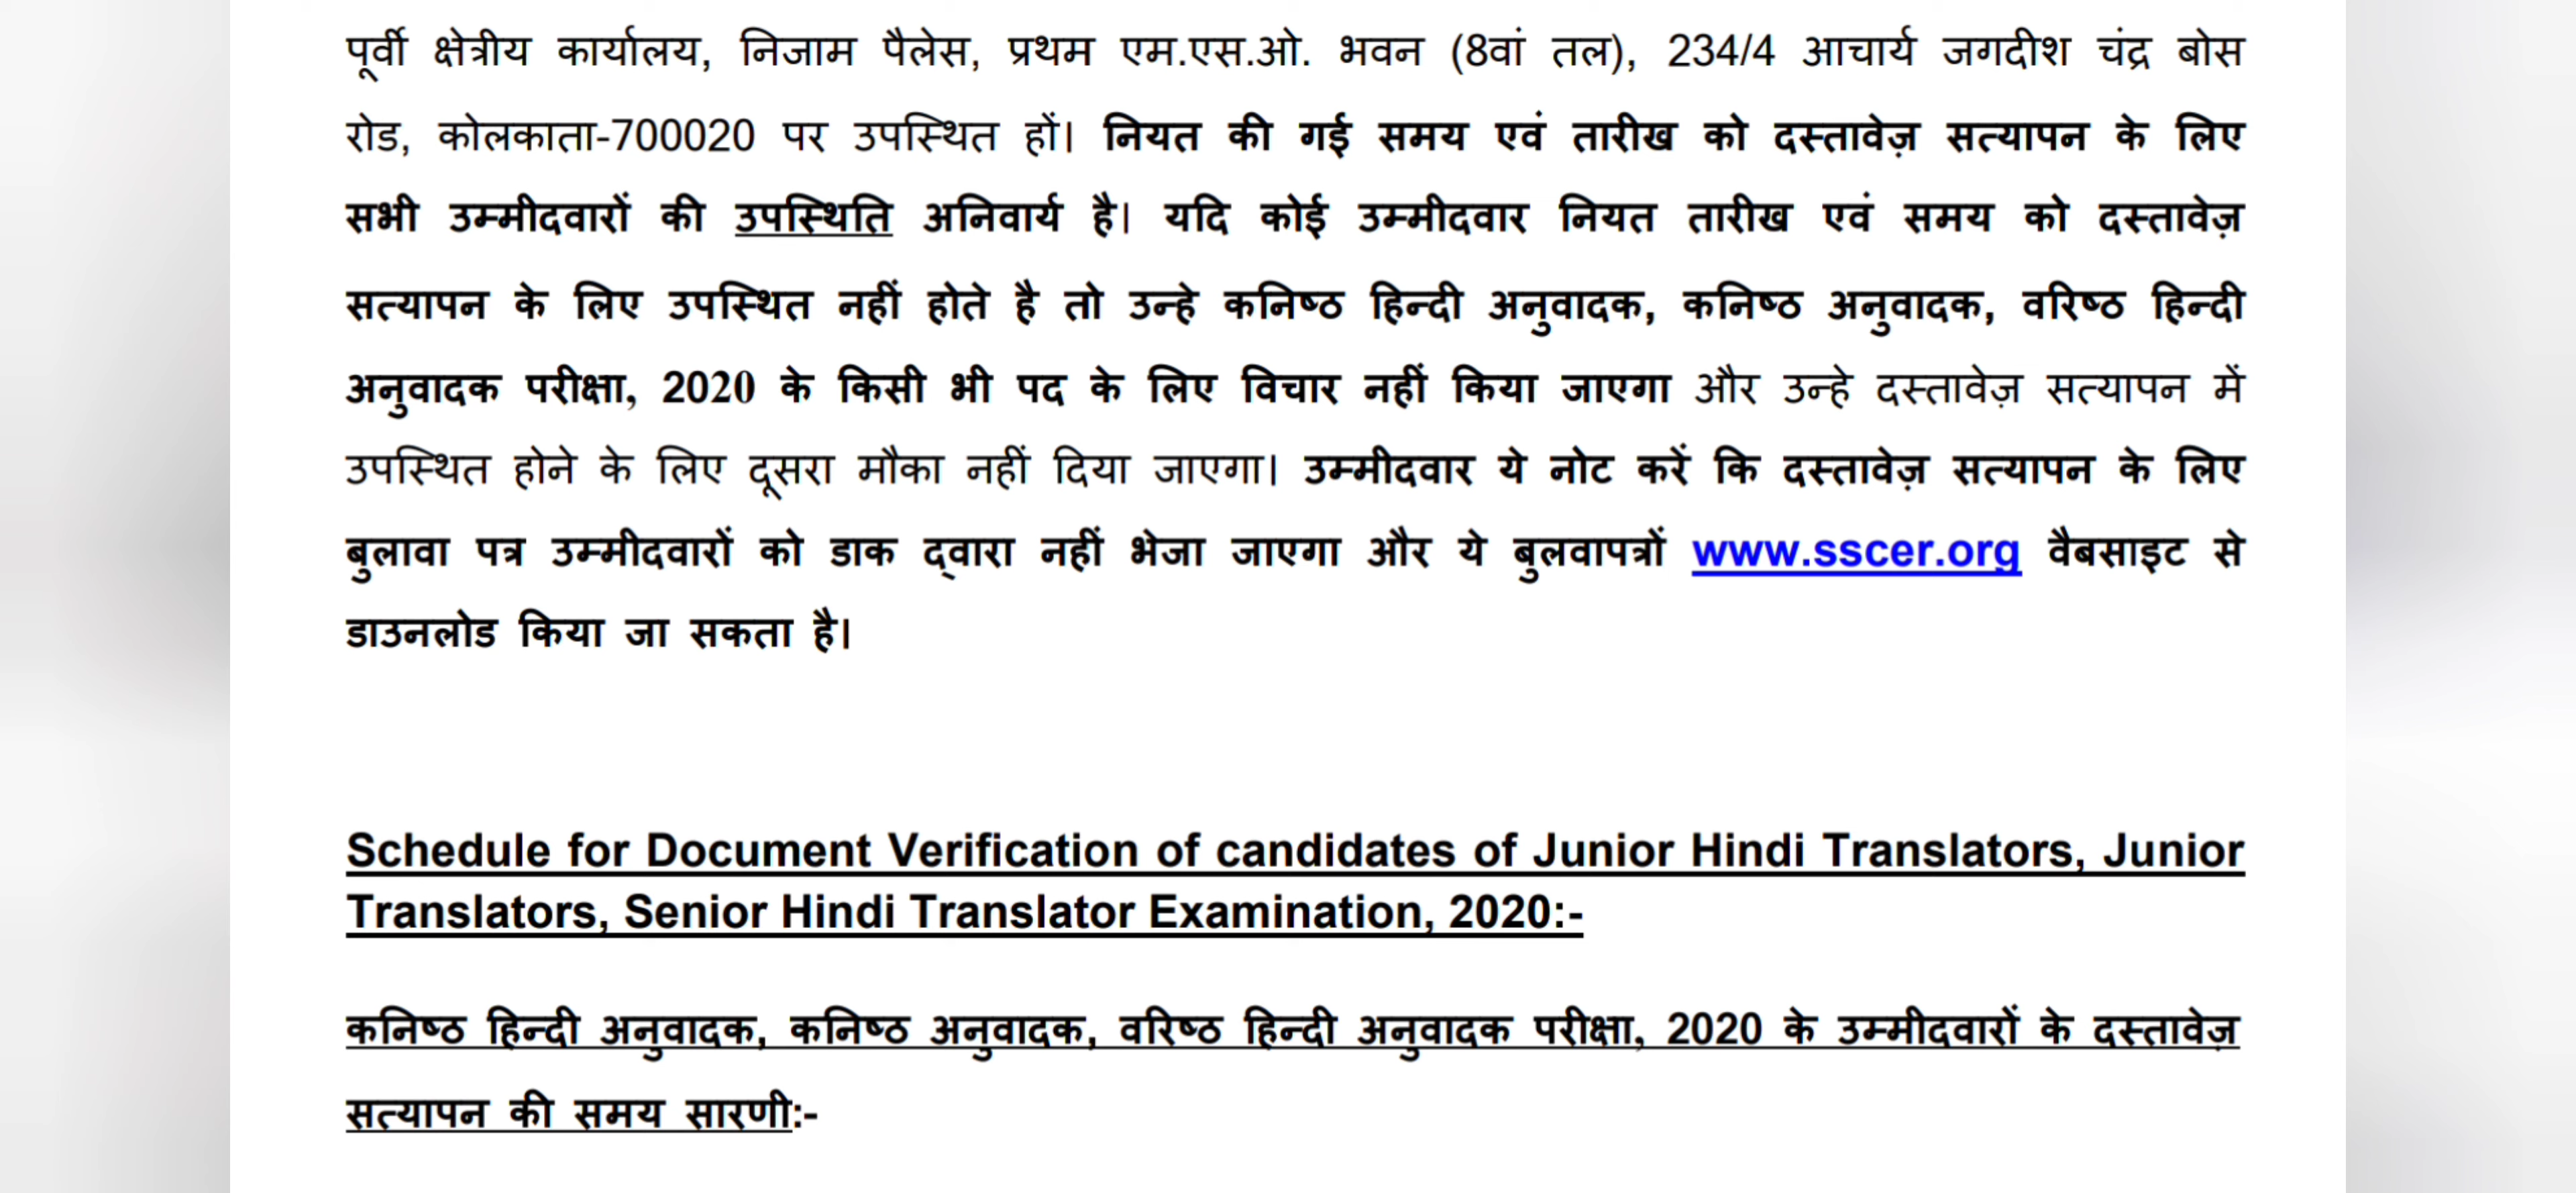 पूर्वी क्षेत्रीय कार्यालय, निजाम पैलेस, प्रथम एम.एस.ओ. भवन (8वां तल), 234/4 आचार्य जगदीश चंद्र बोस
रोड, कोलकाता-700020 पर उपस्थित हों। नियत की गई समय एवं तारीख को दस्तावेज़ सत्यापन के लिए
सभी उम्मीदवारों की उपस्थिति अनिवार्य है। यदि कोई उम्मीदवार नियत तारीख एवं समय को दस्तावेज़
सत्यापन के लिए उपस्थित नहीं होते है तो उन्हे कनिष्ठ हिन्दी अनुवादक, कनिष्ठ अनुवादक, वरिष्ठ हिन्दी
अनुवादक परीक्षा, 2020 के किसी भी पद के लिए विचार नहीं किया जाएगा और उन्हे दस्तावेज़ सत्यापन में
उपस्थित होने के लिए दूसरा मौका नहीं दिया जाएगा। उम्मीदवार ये नोट करें कि दस्तावेज़ सत्यापन के लिए
बुलावा पत्र उम्मीदवारों को डाक द्वारा नहीं भेजा जाएगा और ये बुलवापत्रों www.sscer.org वैबसाइट से
डाउनलोड किया जा सकता है।
Schedule for Document Verification of candidates of Junior Hindi Translators, Junior
Translators, Senior Hindi Translator Examination, 2020:-
कनिष्ठ हिन्दी अनुवादक, कनिष्ठ अनुवादक, वरिष्ठ हिन्दी अनुवादक परीक्षा, 2020 के उम्मीदवारों के दस्तावेज़
सत्यापन की समय सारणी:-